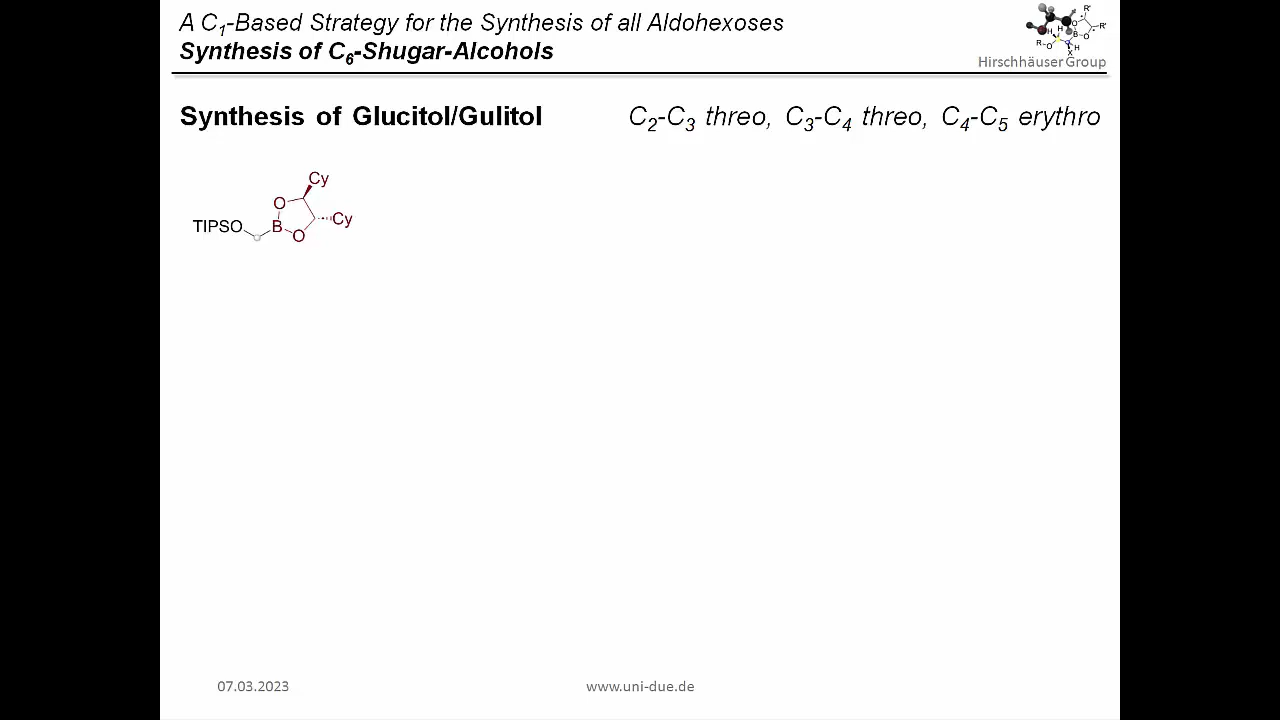 A C1-Based Strategy for the Synthesis of all Aldohexoses
Synthesis of C6-Shugar-Alcohols
Hirschhäuser Group
Synthesis of Glucitol/Gulitol
C2-C3 threo, C3-C4 threo, C4-C5 erythro
Cy
O
TIPSO
B
Cy
O
07.03.2023
www.uni-due.de